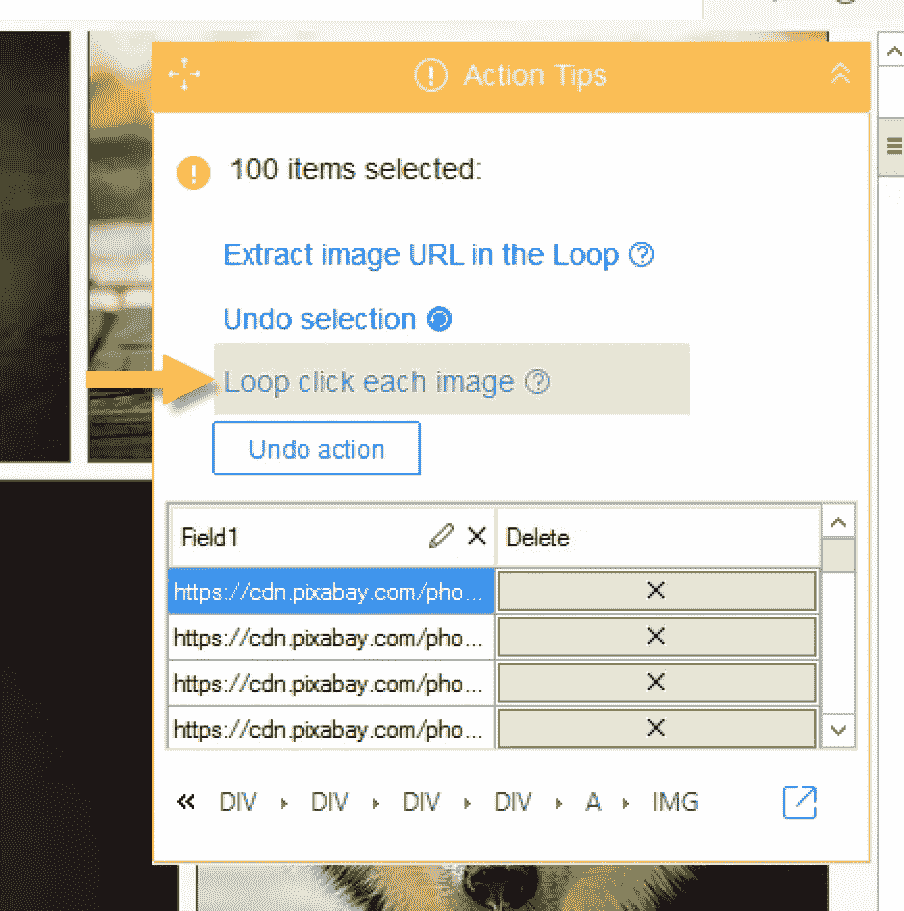 Action Tips
100 items selected:
Extract image URL in the Loop
Undo selection
Loop click each image
Undo action
Field1 Delete
https://cdn.pixabay.com/pho...
https://cdn.pixabay.com/pho...
https://cdn.pixabay.com/pho...
https://cdn.pixabay.com/pho...
DIV DIV DIV DIV A IMG